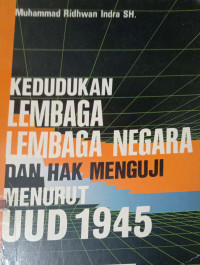 Muhammad Ridhwan Indra SH.
KEDUDUKAN
LEMBAGA
LEMBAGA NEGARA
DAN HAK MENGUJI
MENURUT
UUD 1945